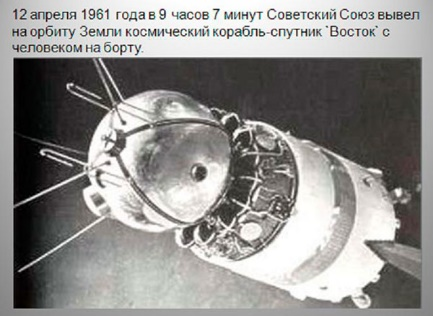 12 апреля 1961 года в 9 часов 7 минут Советский Союз вывел
на орбиту Земли космический корабль-спутник `Восток` с
человеком на борту.